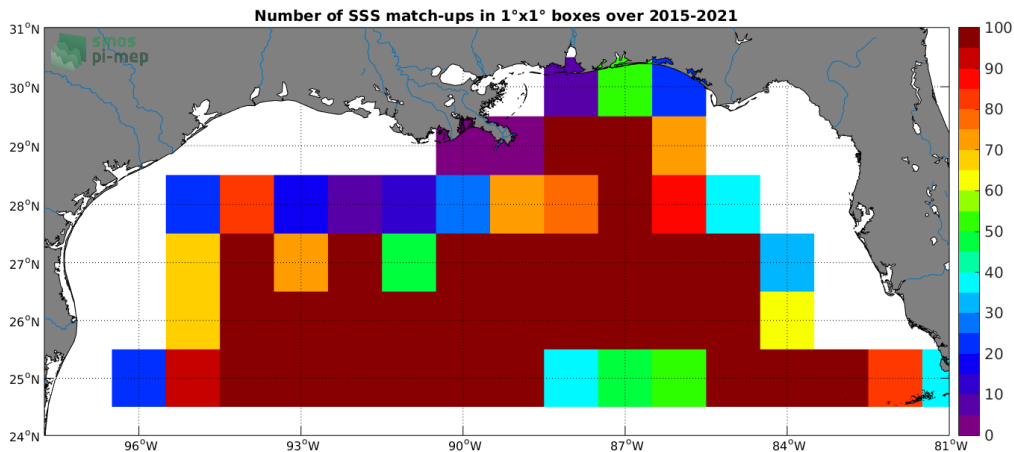 Number of SSS match-ups in 1°x1° boxes over 2015-2021
smos
pi-mep
31°N
30°N
29°N
28°N
27°N
26°N
25°N
24°N
96°W 93°W 90°W 87°W 84°W 81°W
100
90
80
70
60
50
40
30
20
10
0